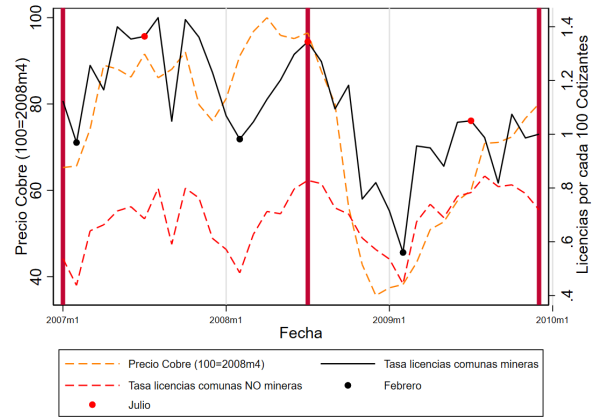 Precio Cobre (100=2008m4)
100
80
60
40
1.4
1.2
1
.8
.6
.4
Licencias por cada 100 Cotizantes
2007m1 2008m1 2009m1 2010m1
Fecha
Precio Cobre (100=2008m4) Tasa licencias comunas mineras
Tasa licencias comunas NO mineras Febrero
Julio